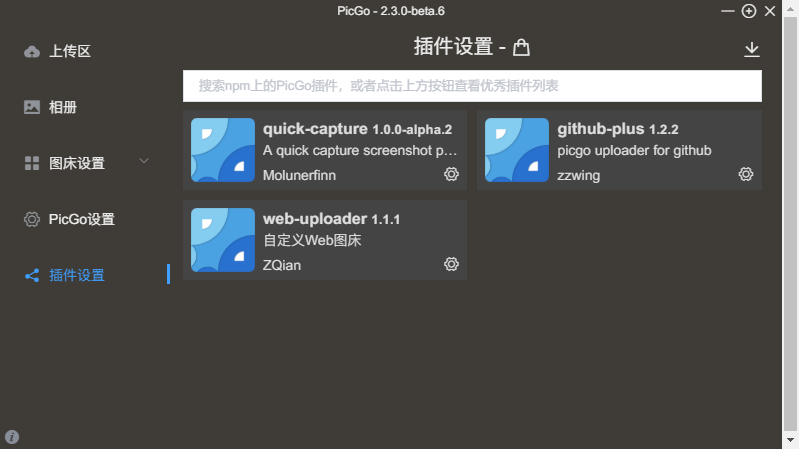 PicGo - 2.3.0-beta.6
上传区
相册
图床设置
PicGo设置
插件设置
插件设置 -
搜索npm上的PicGo插件，或者点击上方按钮查看优秀插件列表
quick-capture 1.0.0-alpha.2
A quick capture screenshot p...
Molunerfinn
github-plus 1.2.2
picgo uploader for github
zzwing
web-uploader 1.1.1
自定义Web图床
ZQian